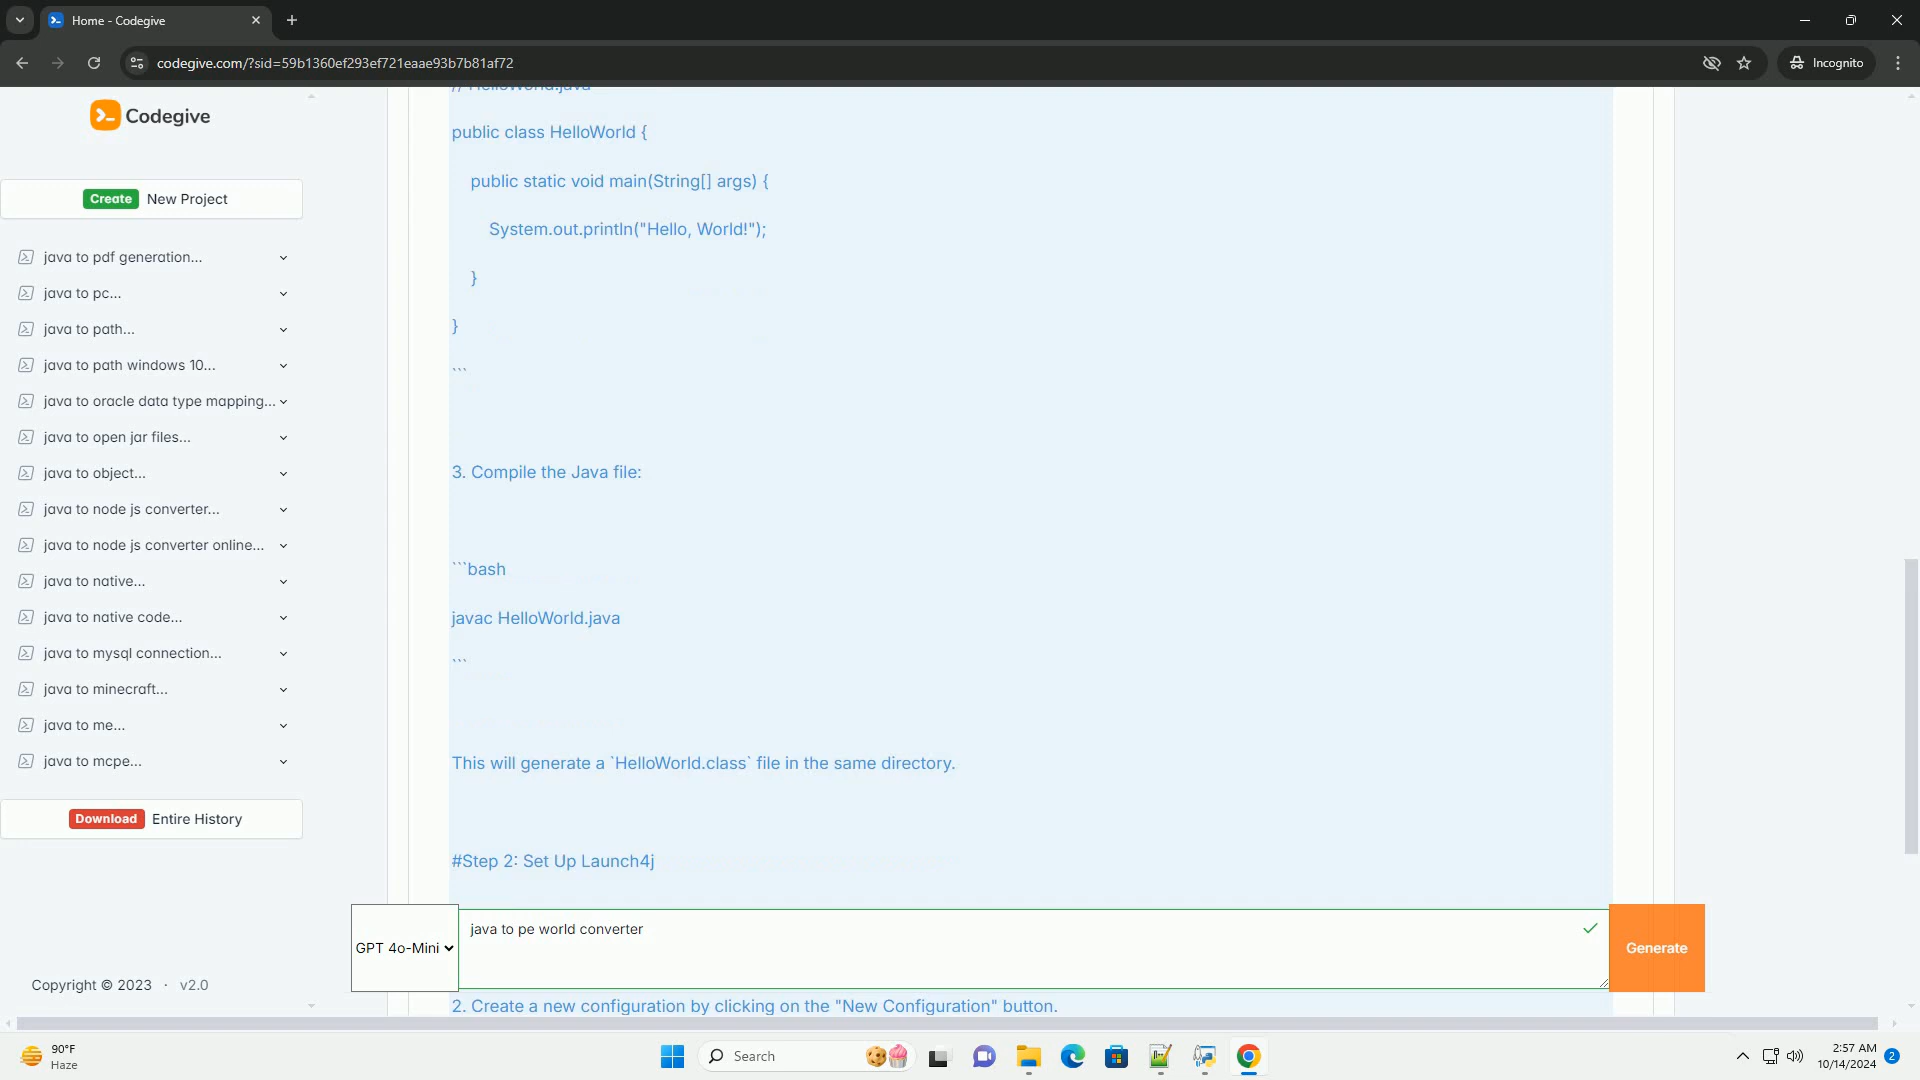 Home - Codegive
codegive.com/?sid=59b1360ef293ef721eaae93b7b81af72
Incognito
Codegive
Create New Project
java to pdf generation...
java to pc...
java to path...
java to path windows 10...
java to oracle data type mapping...
java to open jar files...
java to object...
java to node js converter...
java to node js converter online...
java to native...
java to native code...
java to mysql connection...
java to minecraft...
java to me...
java to mcpe...
Download Entire History
Copyright © 2023 · v2.0
// HelloWorld.java
public class HelloWorld {
public static void main(String[] args) {
System.out.println("Hello, World!");
}
}
```
3. Compile the Java file:
```bash
javac HelloWorld.java
```
This will generate a `HelloWorld.class` file in the same directory.
#Step 2: Set Up Launch4j
GPT 4o-Mini
java to pe world converter
Generate
2. Create a new configuration by clicking on the "New Configuration" button.
90°F
Haze
Search
2:57 AM
10/14/2024
2